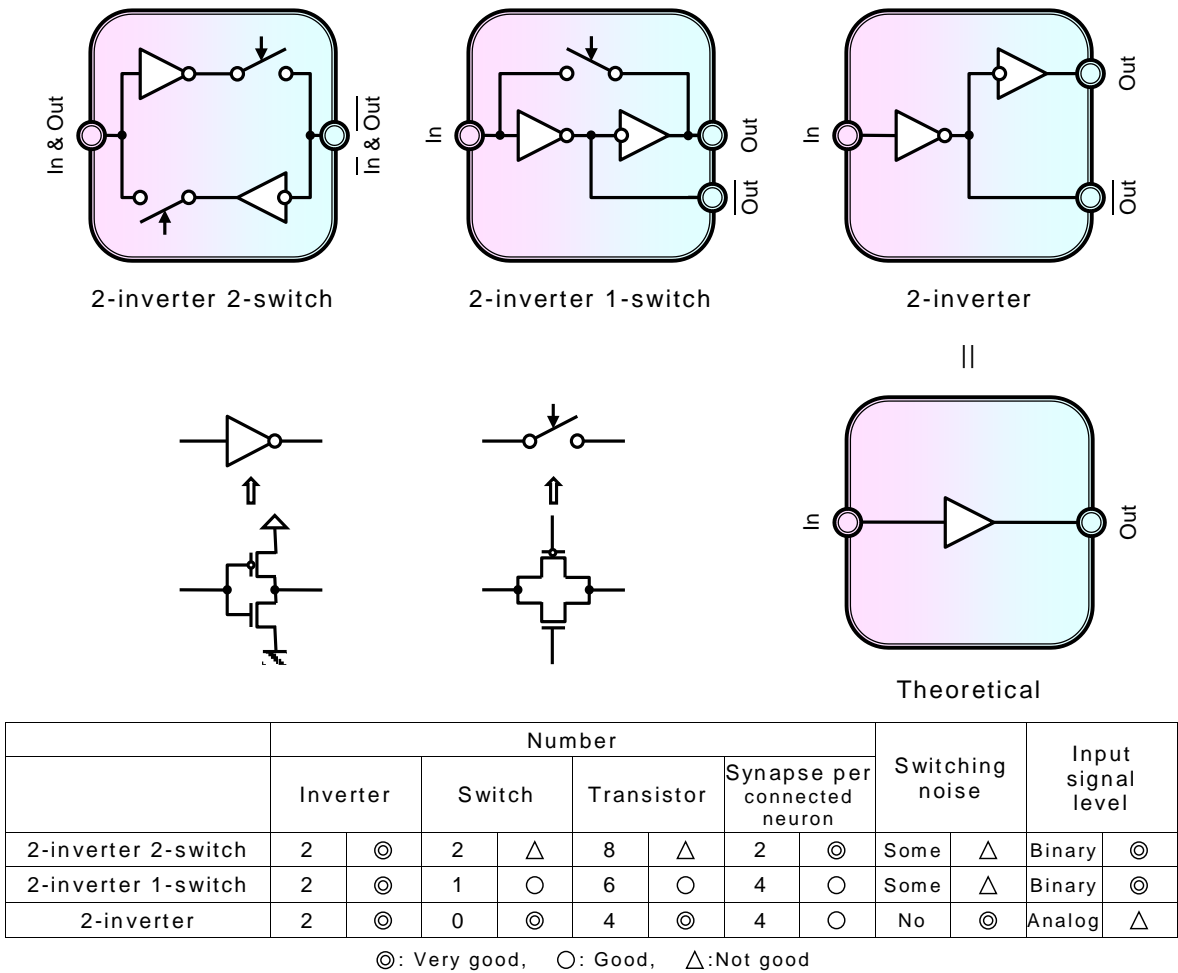 In & Out
In & Out
In
Out
Out
In
Out
Out
2-inverter 2-switch
2-inverter 1-switch
2-inverter
||
In
Out
Theoretical
Number
Switching
noise
Input
signal
level
Inverter
Switch
Transistor
Synapse per
connected
neuron
2-inverter 2-switch 2 ◎ 2 △ 8 △ 2 ◎ Some △ Binary ◎
2-inverter 1-switch 2 ◎ 1 ○ 6 ○ 4 ○ Some △ Binary ◎
2-inverter 2 ◎ 0 ◎ 4 ◎ 4 ○ No ◎ Analog △
◎: Very good, ○: Good, △:Not good